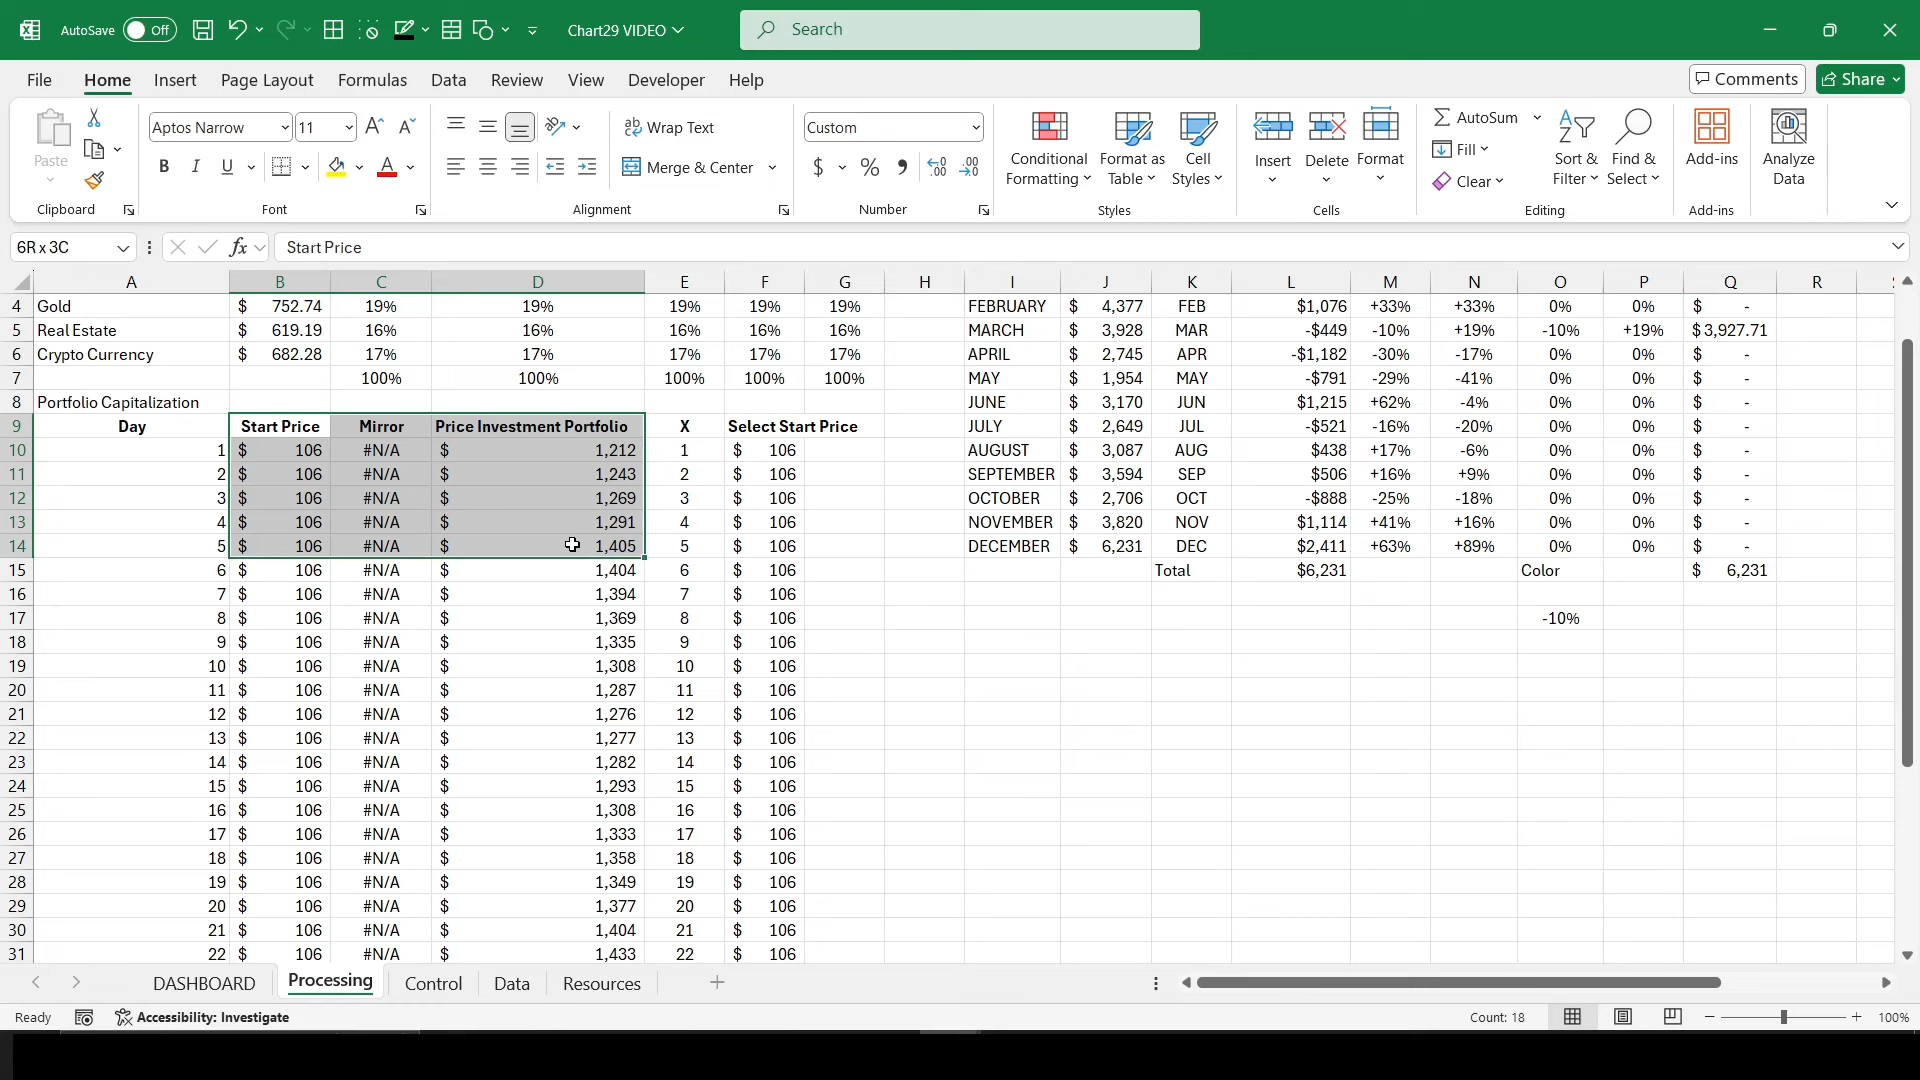 AutoSave Off Chart29 VIDEO Search
File Home Insert Page Layout Formulas Data Review View Developer Help Comments Share
Paste Aptos Narrow 11 Wrap Text Custom Conditional Formatting Format as Table Cell Styles Insert Delete Format AutoSum Sort & Filter Find & Select Add-ins Analyze Data
B I U Merge & Center $ % Fill
Clear
Clipboard Font Alignment Number Styles Cells Editing Add-ins
6R x 3C fx Start Price
A B C D E F G H I J K L M N O P Q R
4 Gold $ 752.74 19% 19% 19% 19% 19% FEBRUARY $ 4,377 FEB $1,076 +33% +33% 0% 0% $ -
5 Real Estate $ 619.19 16% 16% 16% 16% 16% MARCH $ 3,928 MAR -$449 -10% +19% -10% +19% $ 3,927.71
6 Crypto Currency $ 682.28 17% 17% 17% 17% 17% APRIL $ 2,745 APR -$1,182 -30% -17% 0% 0% $ -
7 100% 100% 100% 100% 100% MAY $ 1,954 MAY -$791 -29% -41% 0% 0% $ -
8 Portfolio Capitalization JUNE $ 3,170 JUN $1,215 +62% -4% 0% 0% $ -
9 Day Start Price Mirror Price Investment Portfolio X Select Start Price JULY $ 2,649 JUL -$521 -16% -20% 0% 0% $ -
10 1 $ 106 #N/A $ 1,212 1 $ 106 AUGUST $ 3,087 AUG $438 +17% -6% 0% 0% $ -
11 2 $ 106 #N/A $ 1,243 2 $ 106 SEPTEMBER $ 3,594 SEP $506 +16% +9% 0% 0% $ -
12 3 $ 106 #N/A $ 1,269 3 $ 106 OCTOBER $ 2,706 OCT -$888 -25% -18% 0% 0% $ -
13 4 $ 106 #N/A $ 1,291 4 $ 106 NOVEMBER $ 3,820 NOV $1,114 +41% +16% 0% 0% $ -
14 5 $ 106 #N/A $ 1,405 5 $ 106 DECEMBER $ 6,231 DEC $2,411 +63% +89% 0% 0% $ -
15 6 $ 106 #N/A $ 1,404 6 $ 106 Total $6,231 Color $ 6,231
16 7 $ 106 #N/A $ 1,394 7 $ 106
17 8 $ 106 #N/A $ 1,369 8 $ 106 -10%
18 9 $ 106 #N/A $ 1,335 9 $ 106
19 10 $ 106 #N/A $ 1,308 10 $ 106
20 11 $ 106 #N/A $ 1,287 11 $ 106
21 12 $ 106 #N/A $ 1,276 12 $ 106
22 13 $ 106 #N/A $ 1,277 13 $ 106
23 14 $ 106 #N/A $ 1,282 14 $ 106
24 15 $ 106 #N/A $ 1,293 15 $ 106
25 16 $ 106 #N/A $ 1,308 16 $ 106
26 17 $ 106 #N/A $ 1,333 17 $ 106
27 18 $ 106 #N/A $ 1,358 18 $ 106
28 19 $ 106 #N/A $ 1,349 19 $ 106
29 20 $ 106 #N/A $ 1,377 20 $ 106
30 21 $ 106 #N/A $ 1,404 21 $ 106
31 22 $ 106 #N/A $ 1,433 22 $ 106
DASHBOARD Processing Control Data Resources
Ready Accessibility: Investigate Count: 18 100%